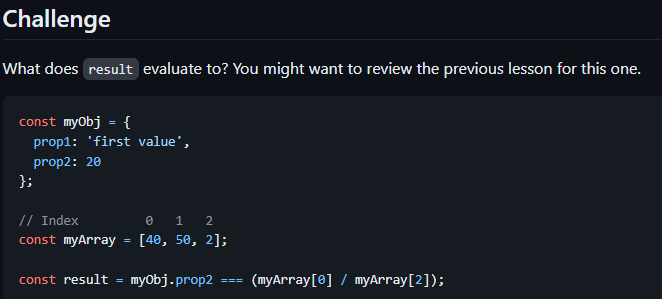 Challenge
What does result evaluate to? You might want to review the previous lesson for this one.
const myObj = {
  prop1: 'first value',
  prop2: 20
};
// Index         0   1   2
const myArray = [40, 50, 2];
const result = myObj.prop2 === (myArray[0] / myArray[2]);